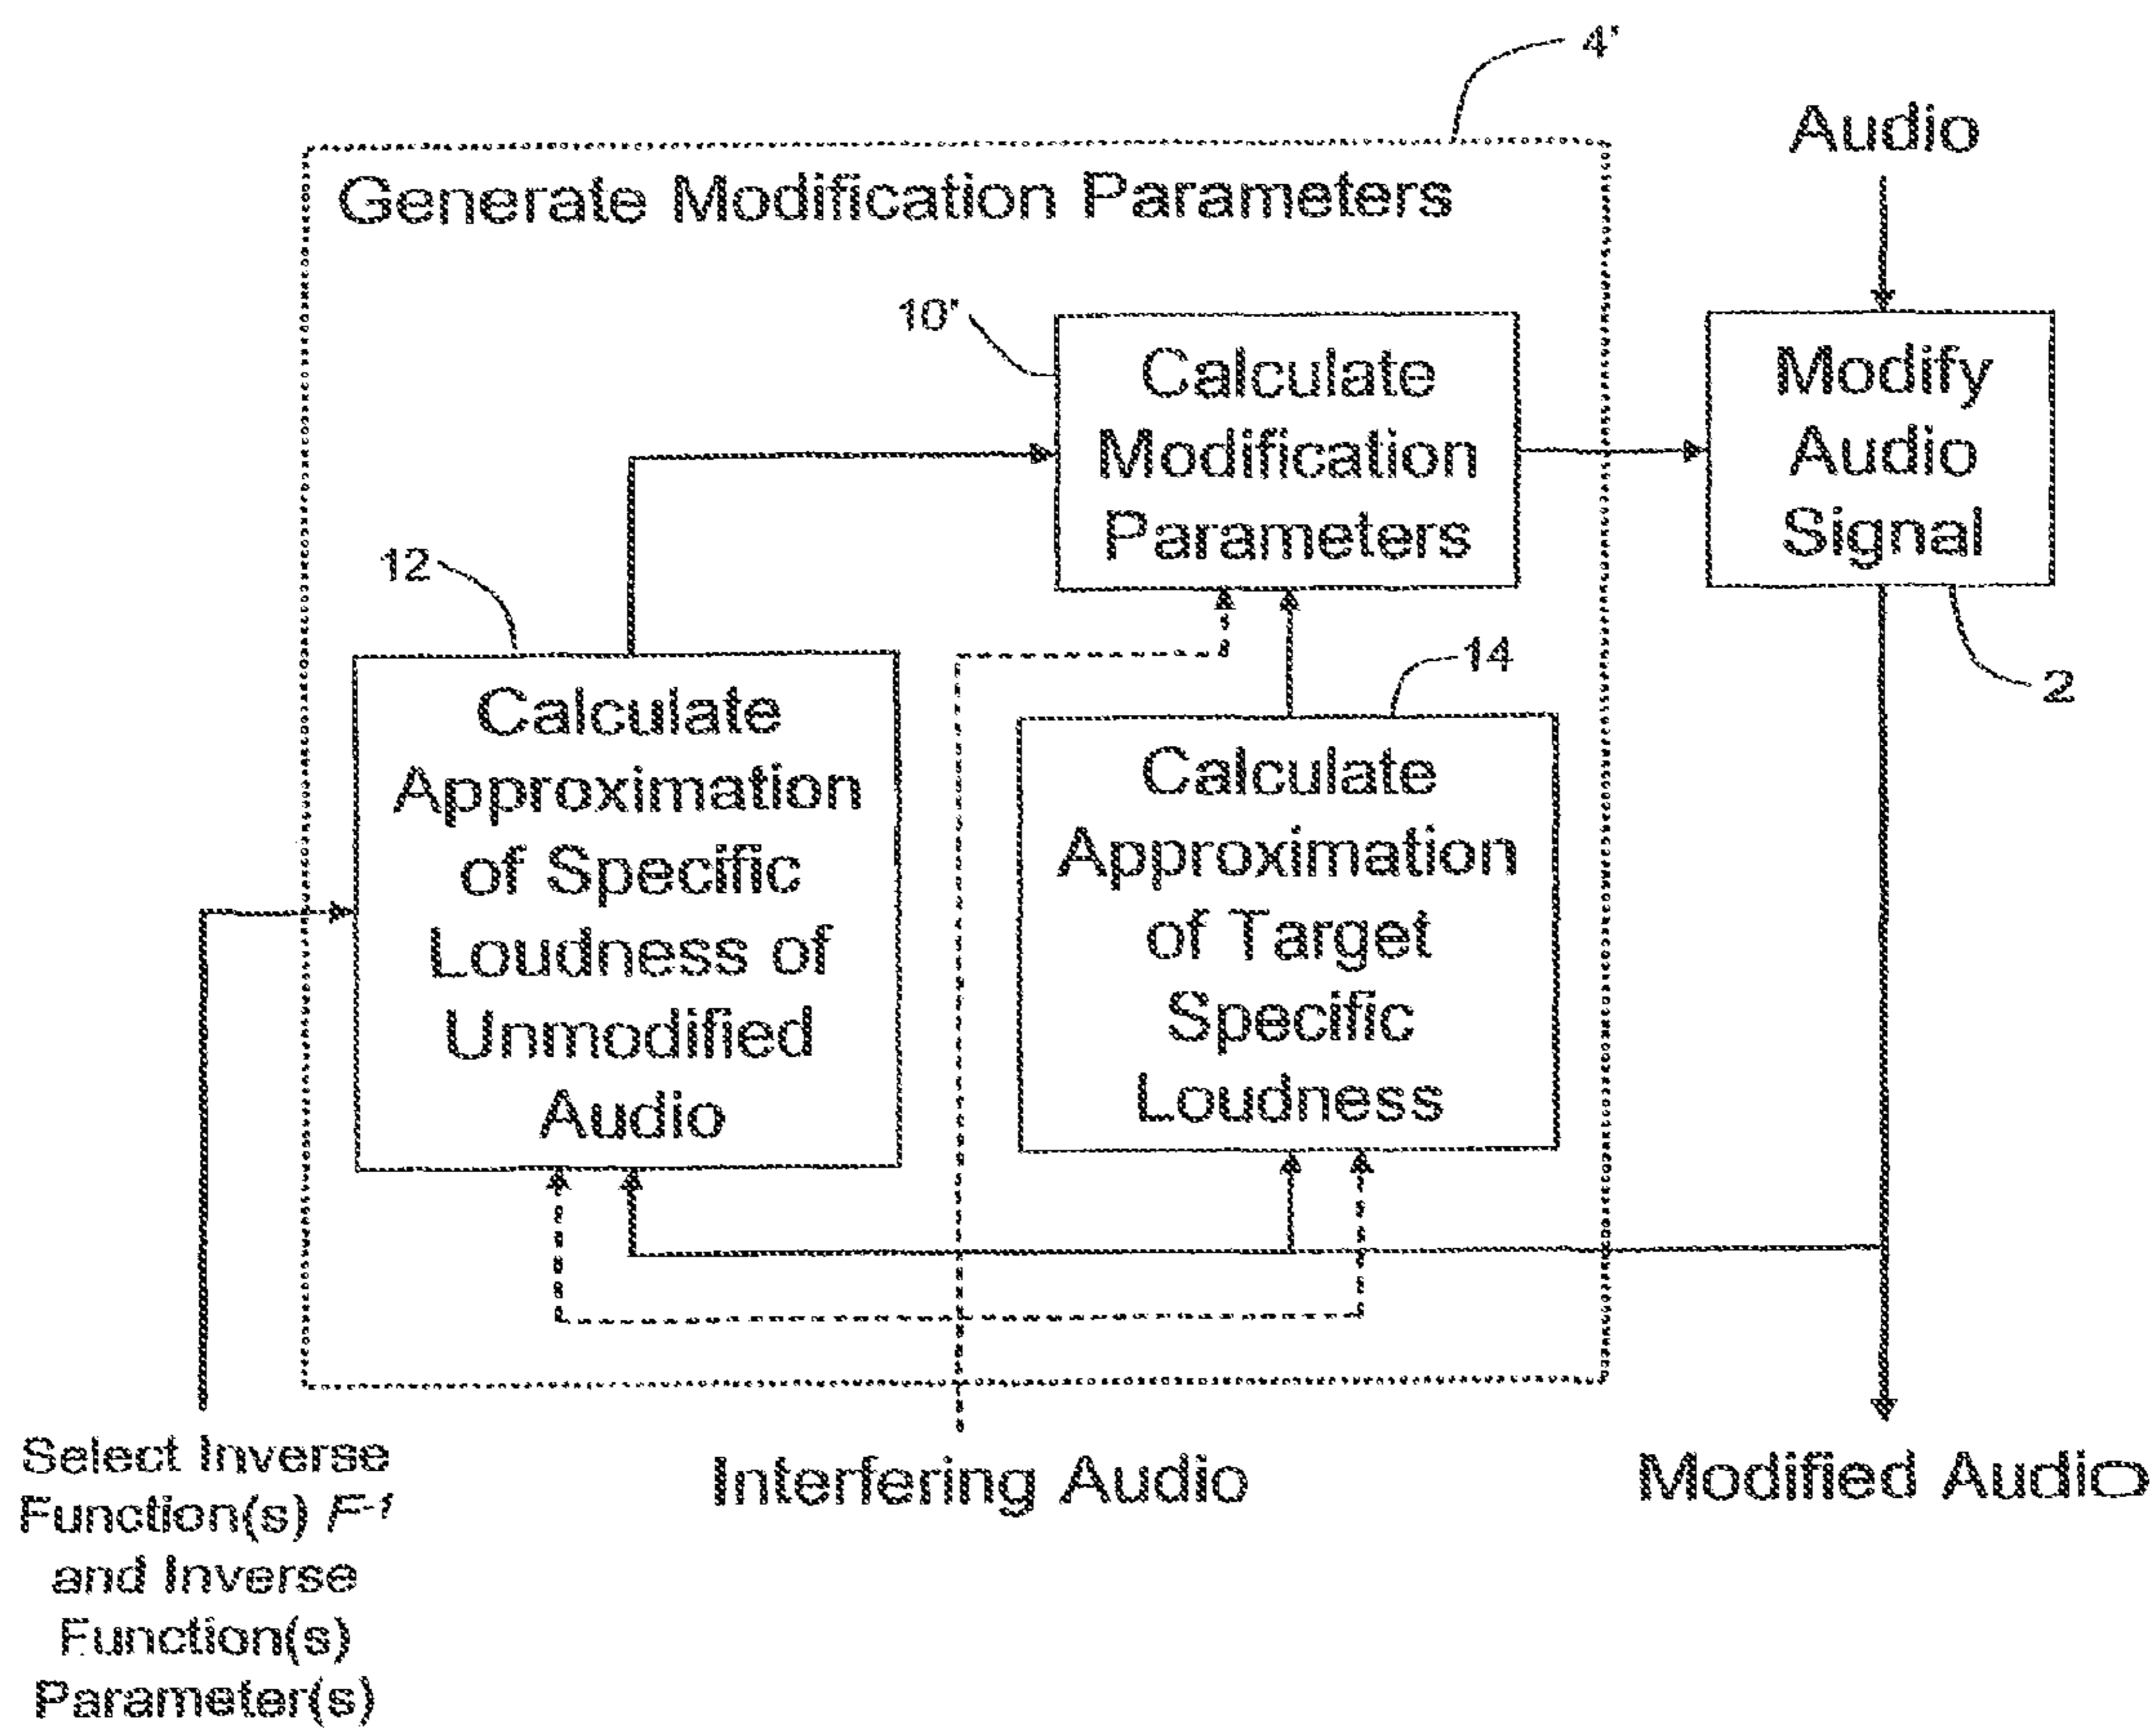 4'
Audio
Generate Modification Parameters
10'
Calculate
Modification
Parameters
Modify
Audio
Signal
12
14
2
Calculate
Approximation
of Specific
Loudness of
Unmodified
Audio
Calculate
Approximation
of Target
Specific
Loudness
Select Inverse
Function(s) F-1
and Inverse
Function(s)
Parameter(s)
Interfering Audio
Modified Audio